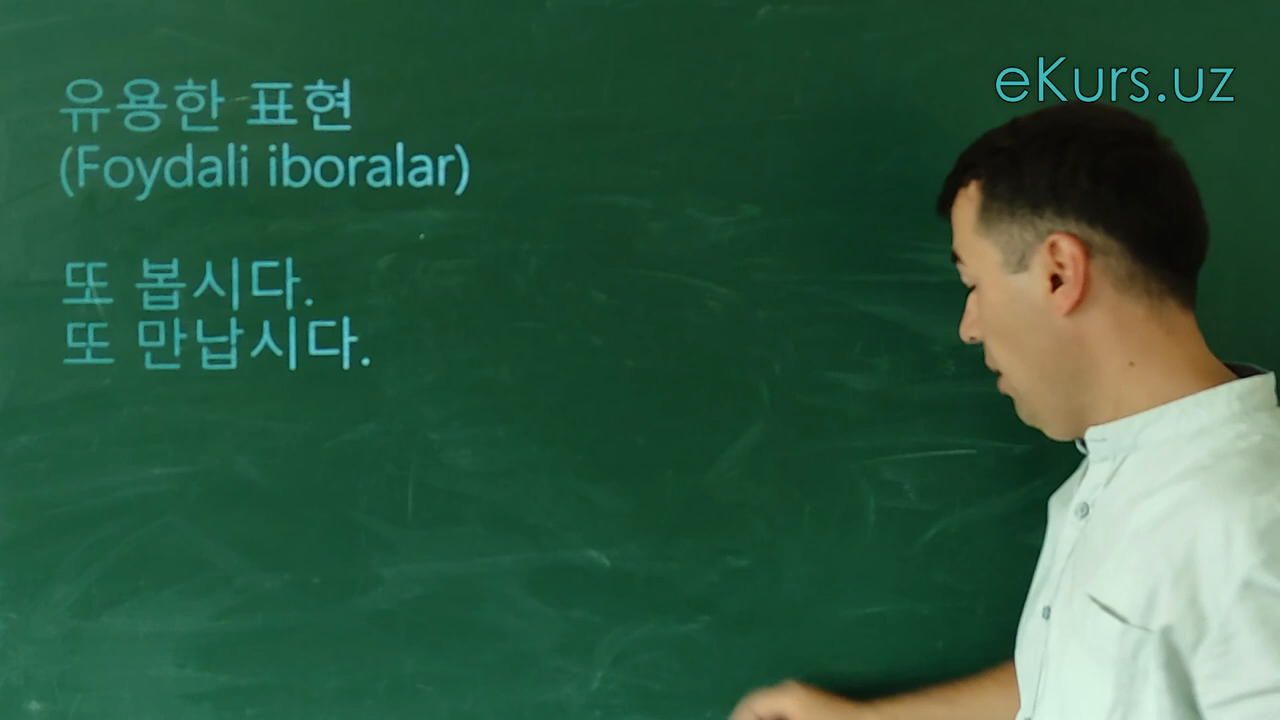 eKurs.uz
유용한 표현
(Foydali iboralar)
또 봅시다.
또 만납시다.